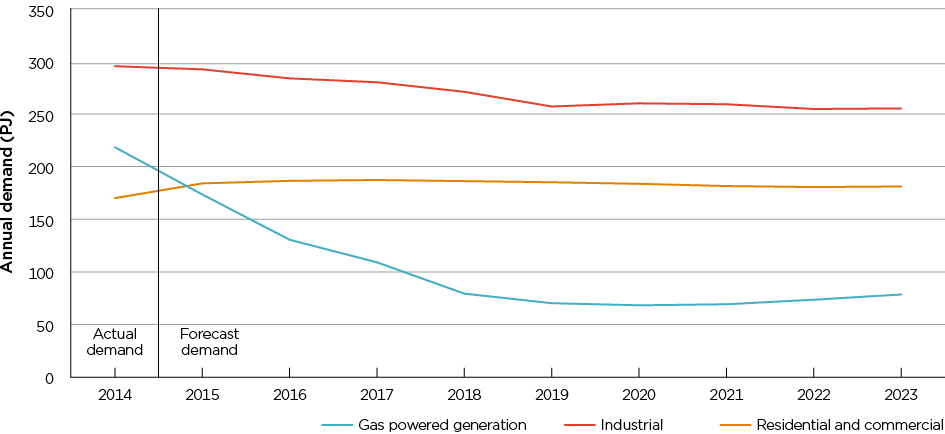 350
300
250
200
150
100
50
0
Annual demand (PJ)
Actual
demand
Forecast
demand
2014 2015 2016 2017 2018 2019 2020 2021 2022 2023
Gas powered generation Industrial Residential and commercial